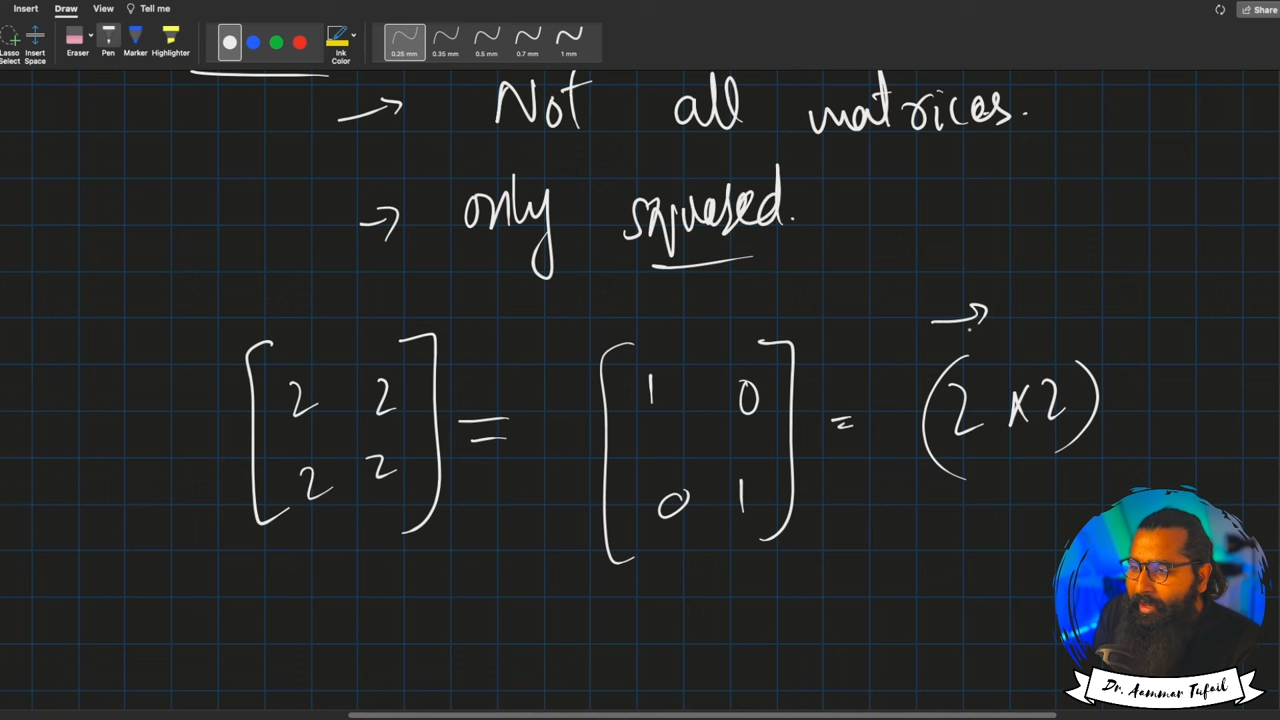 Insert Draw View Tell me Share
Lasso Select Insert Space Eraser Pen Marker Highlighter Ink Color 0.25 mm 0.35 mm 0.5 mm 0.7 mm 1 mm
→ Not all matrices.
→ only squared.
2 2 = 1 0 = (2 × 2)
2 2 0 1
Dr. Aammar Tufail